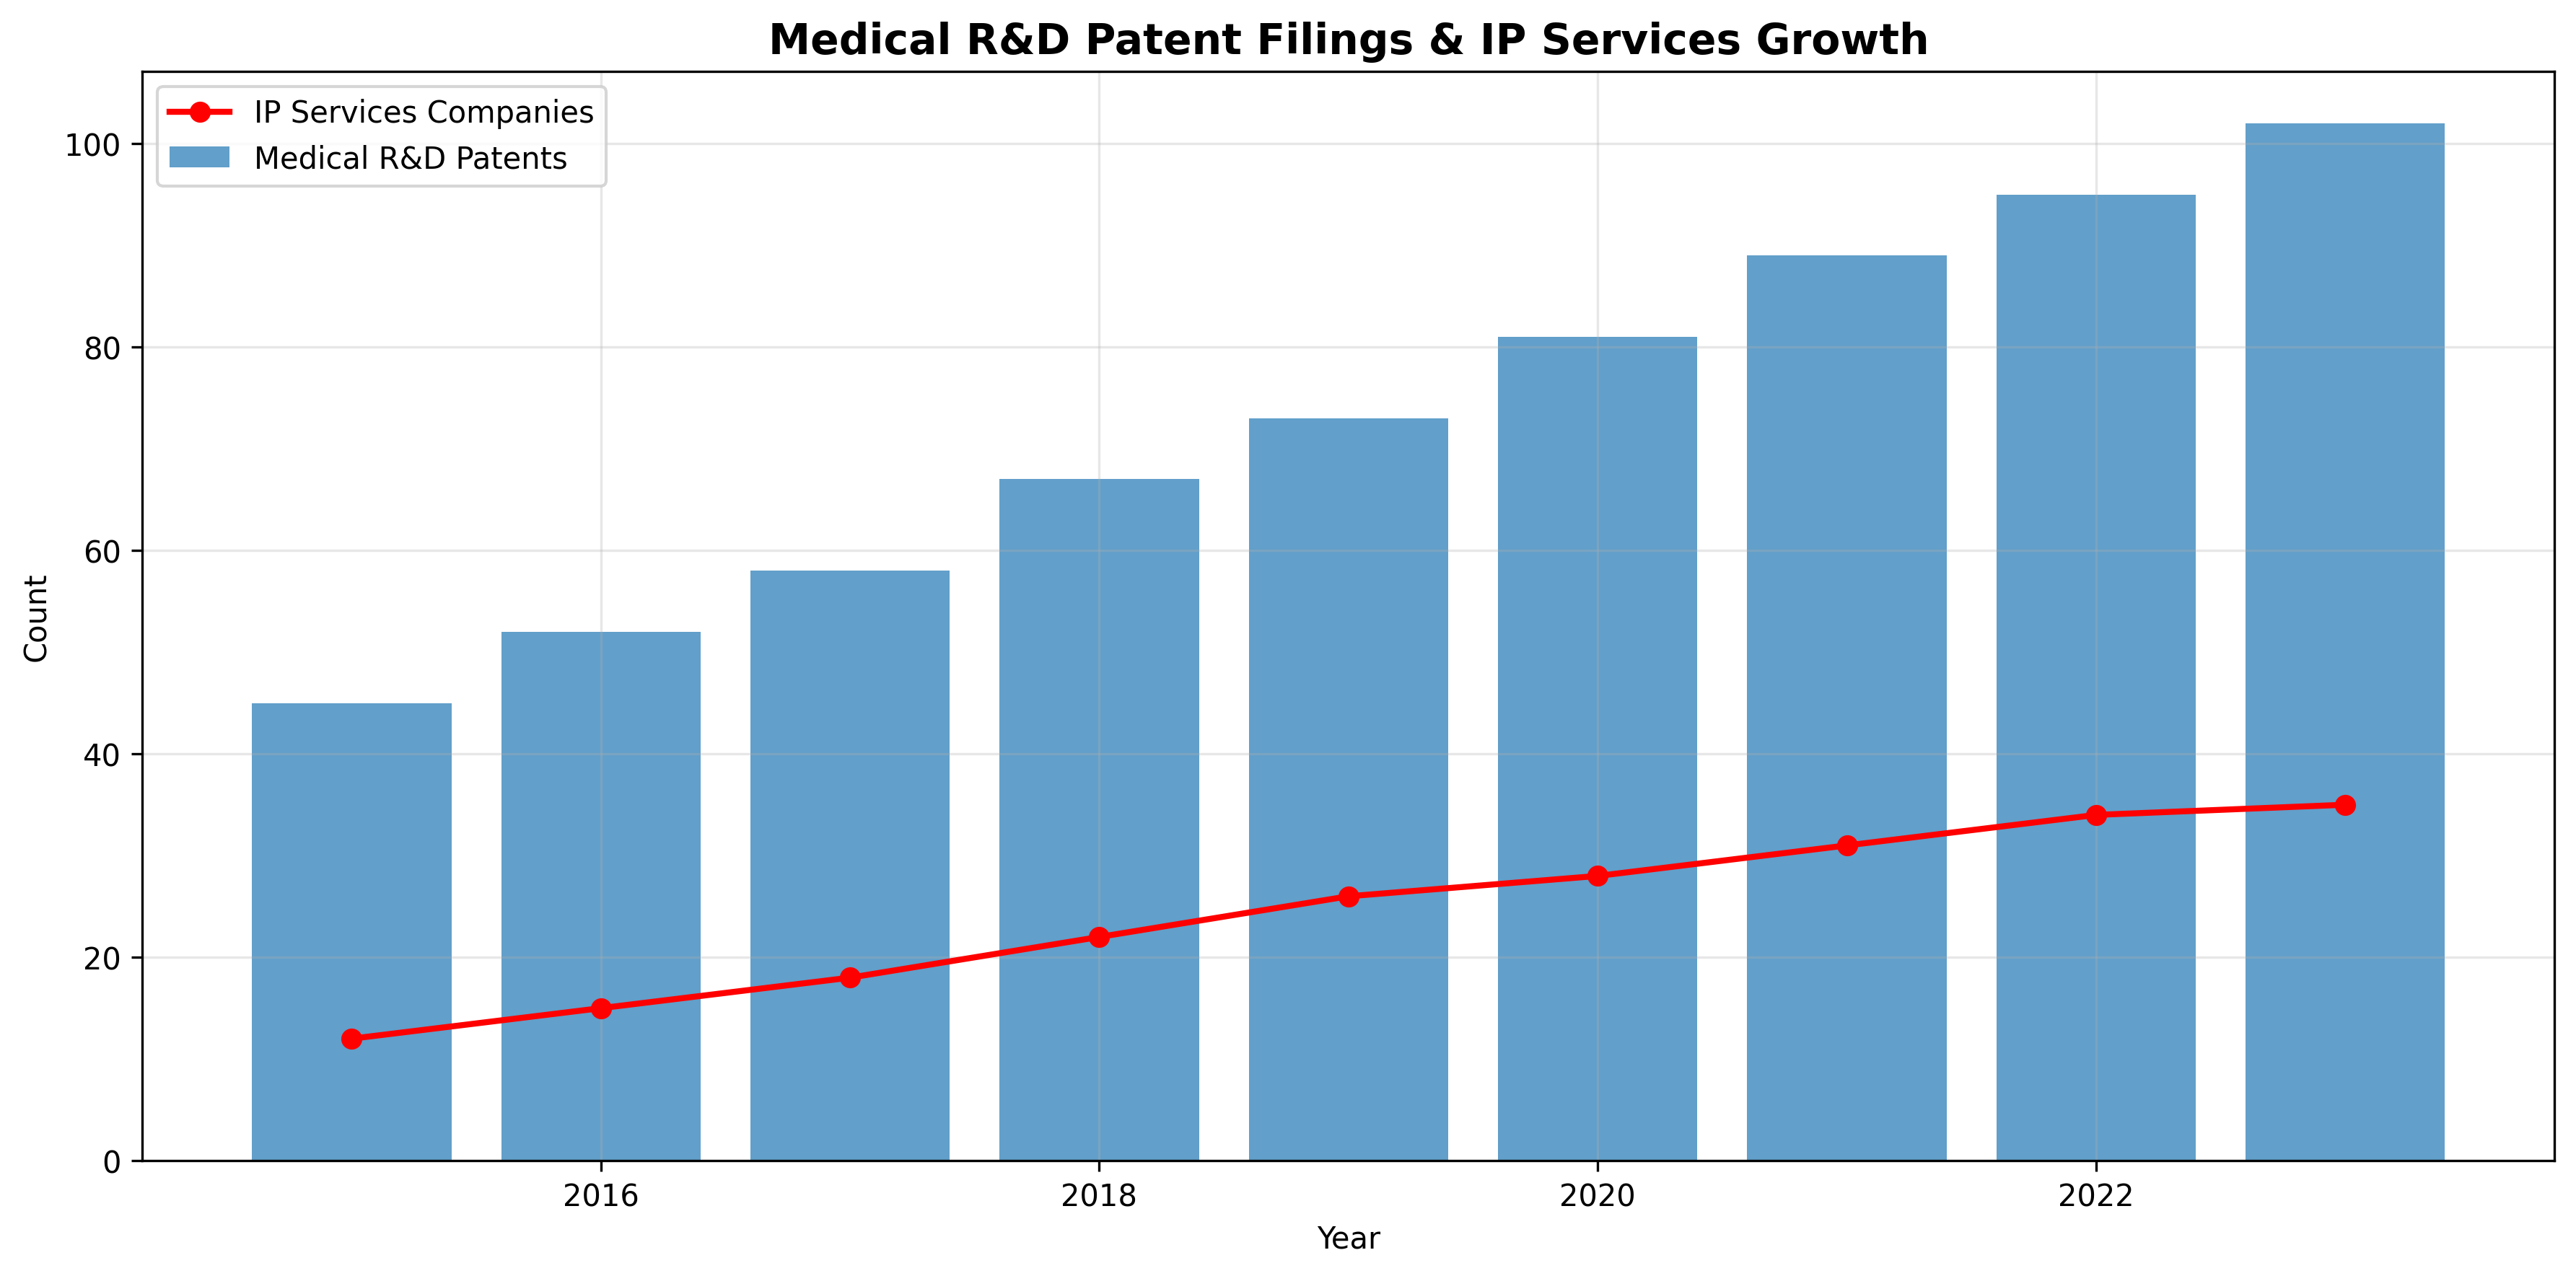 Medical R&D Patent Filings & IP Services Growth
IP Services Companies
Medical R&D Patents
100
80
60
40
20
0
Count
2016
2018
2020
2022
Year